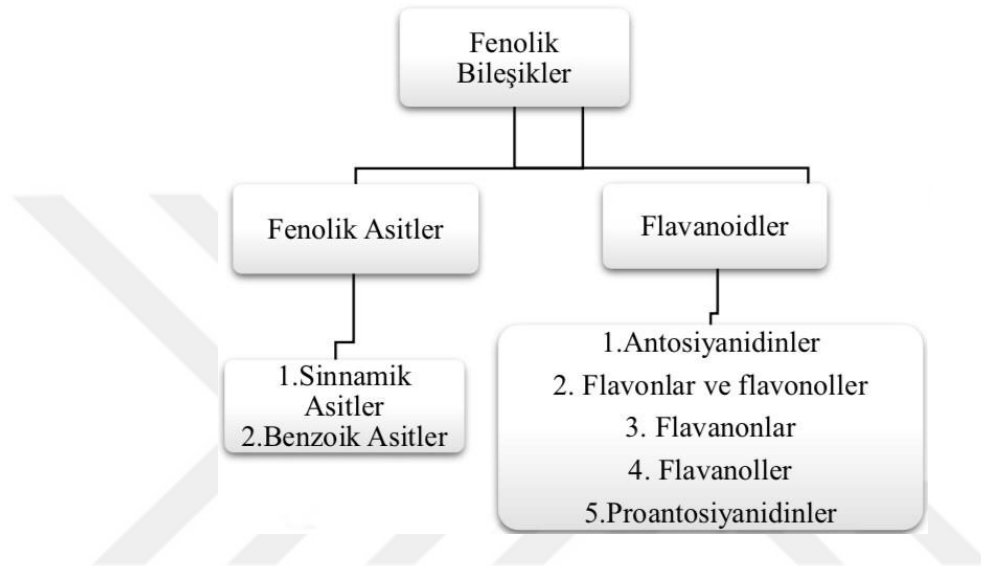 Fenolik
Bileşikler
Fenolik Asitler
Flavanoidler
1.Sinnamik
Asitler
2.Benzoik Asitler
1.Antosiyanidinler
2. Flavonlar ve flavonoller
3. Flavanonlar
4. Flavanoller
5.Proantosiyanidinler